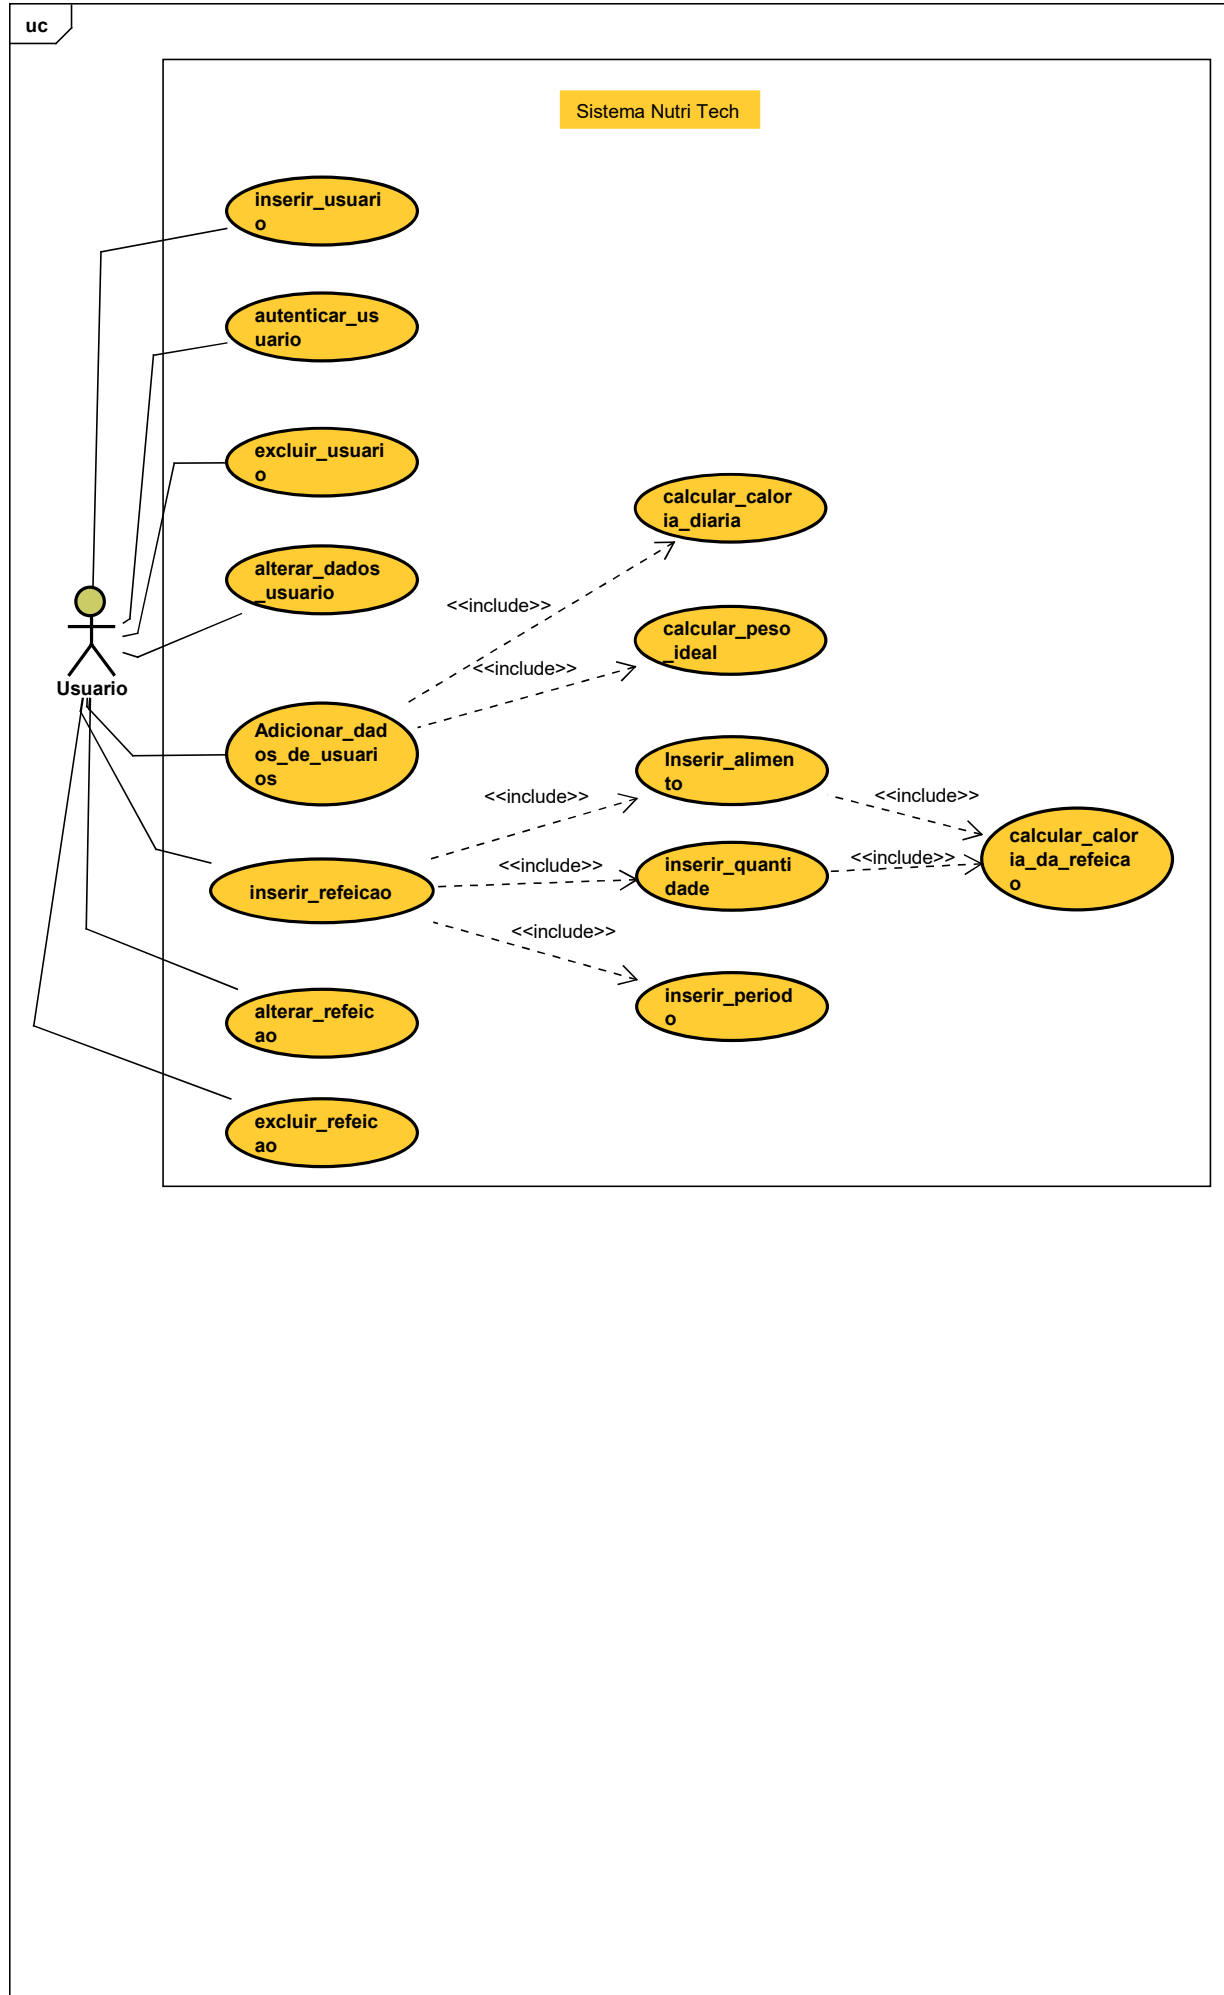 uc
Sistema Nutri Tech
inserir_usuari
o
autenticar_us
uario
excluir_usuari
o
calcular_calor
ia_diaria
alterar_dados
_usuario
<<include>>
calcular_peso
_ideal
<<include>>
Usuario
Adicionar_dad
os_de_usuari
os
Inserir_alimen
to
<<include>>
<<include>>
calcular_calor
ia_da_refeica
o
inserir_refeicao
<<include>>
inserir_quanti
dade
<<include>>
<<include>>
inserir_period
o
alterar_refeic
ao
excluir_refeic
ao